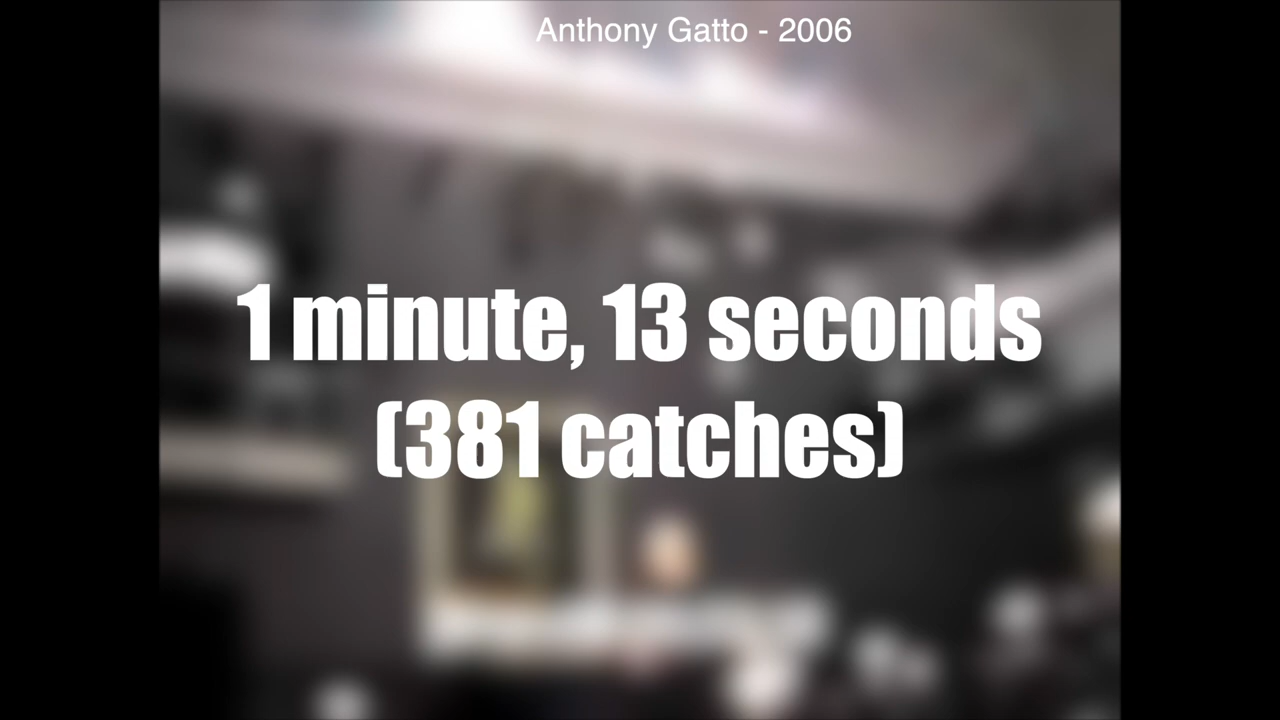 Anthony Gatto - 2006
1 minute, 13 seconds
(381 catches)